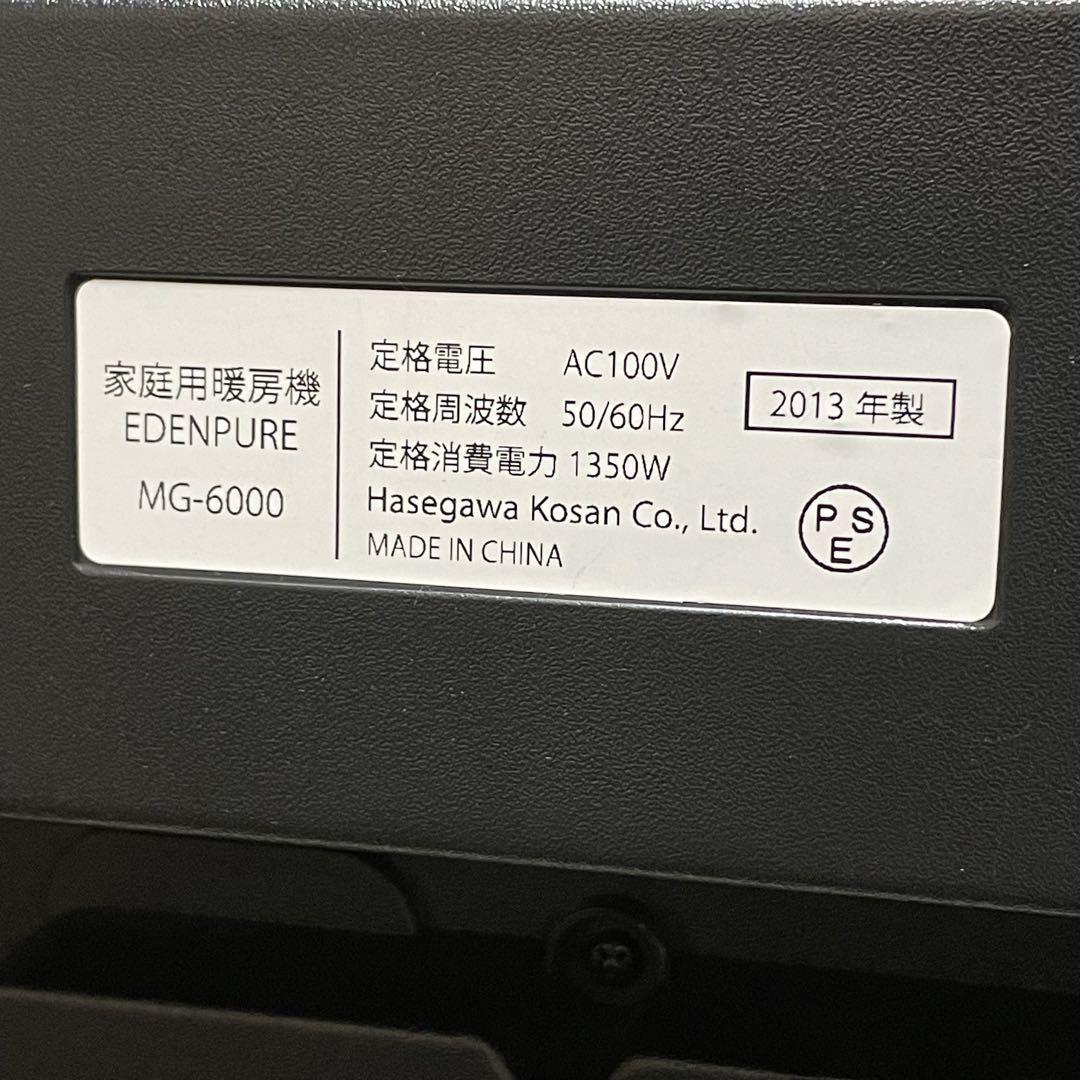 家庭用暖房機
EDENPURE
MG-6000
定格電圧 AC100V
定格周波数 50/60Hz
定格消費電力 1350W
Hasegawa Kosan Co., Ltd.
MADE IN CHINA
2013 年製
PSE